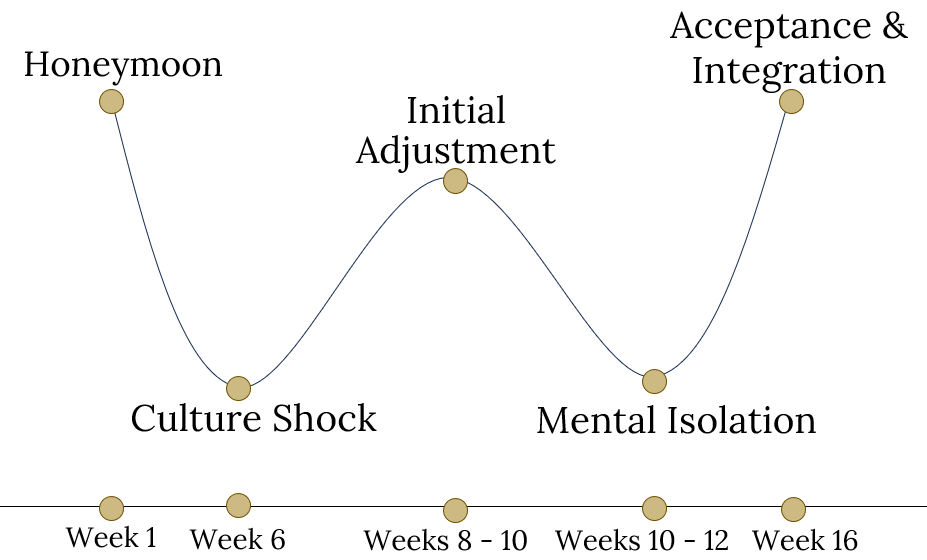 Honeymoon
Culture Shock
Initial
Adjustment
Mental Isolation
Acceptance &
Integration
Week 1
Week 6
Weeks 8 - 10
Weeks 10 - 12
Week 16